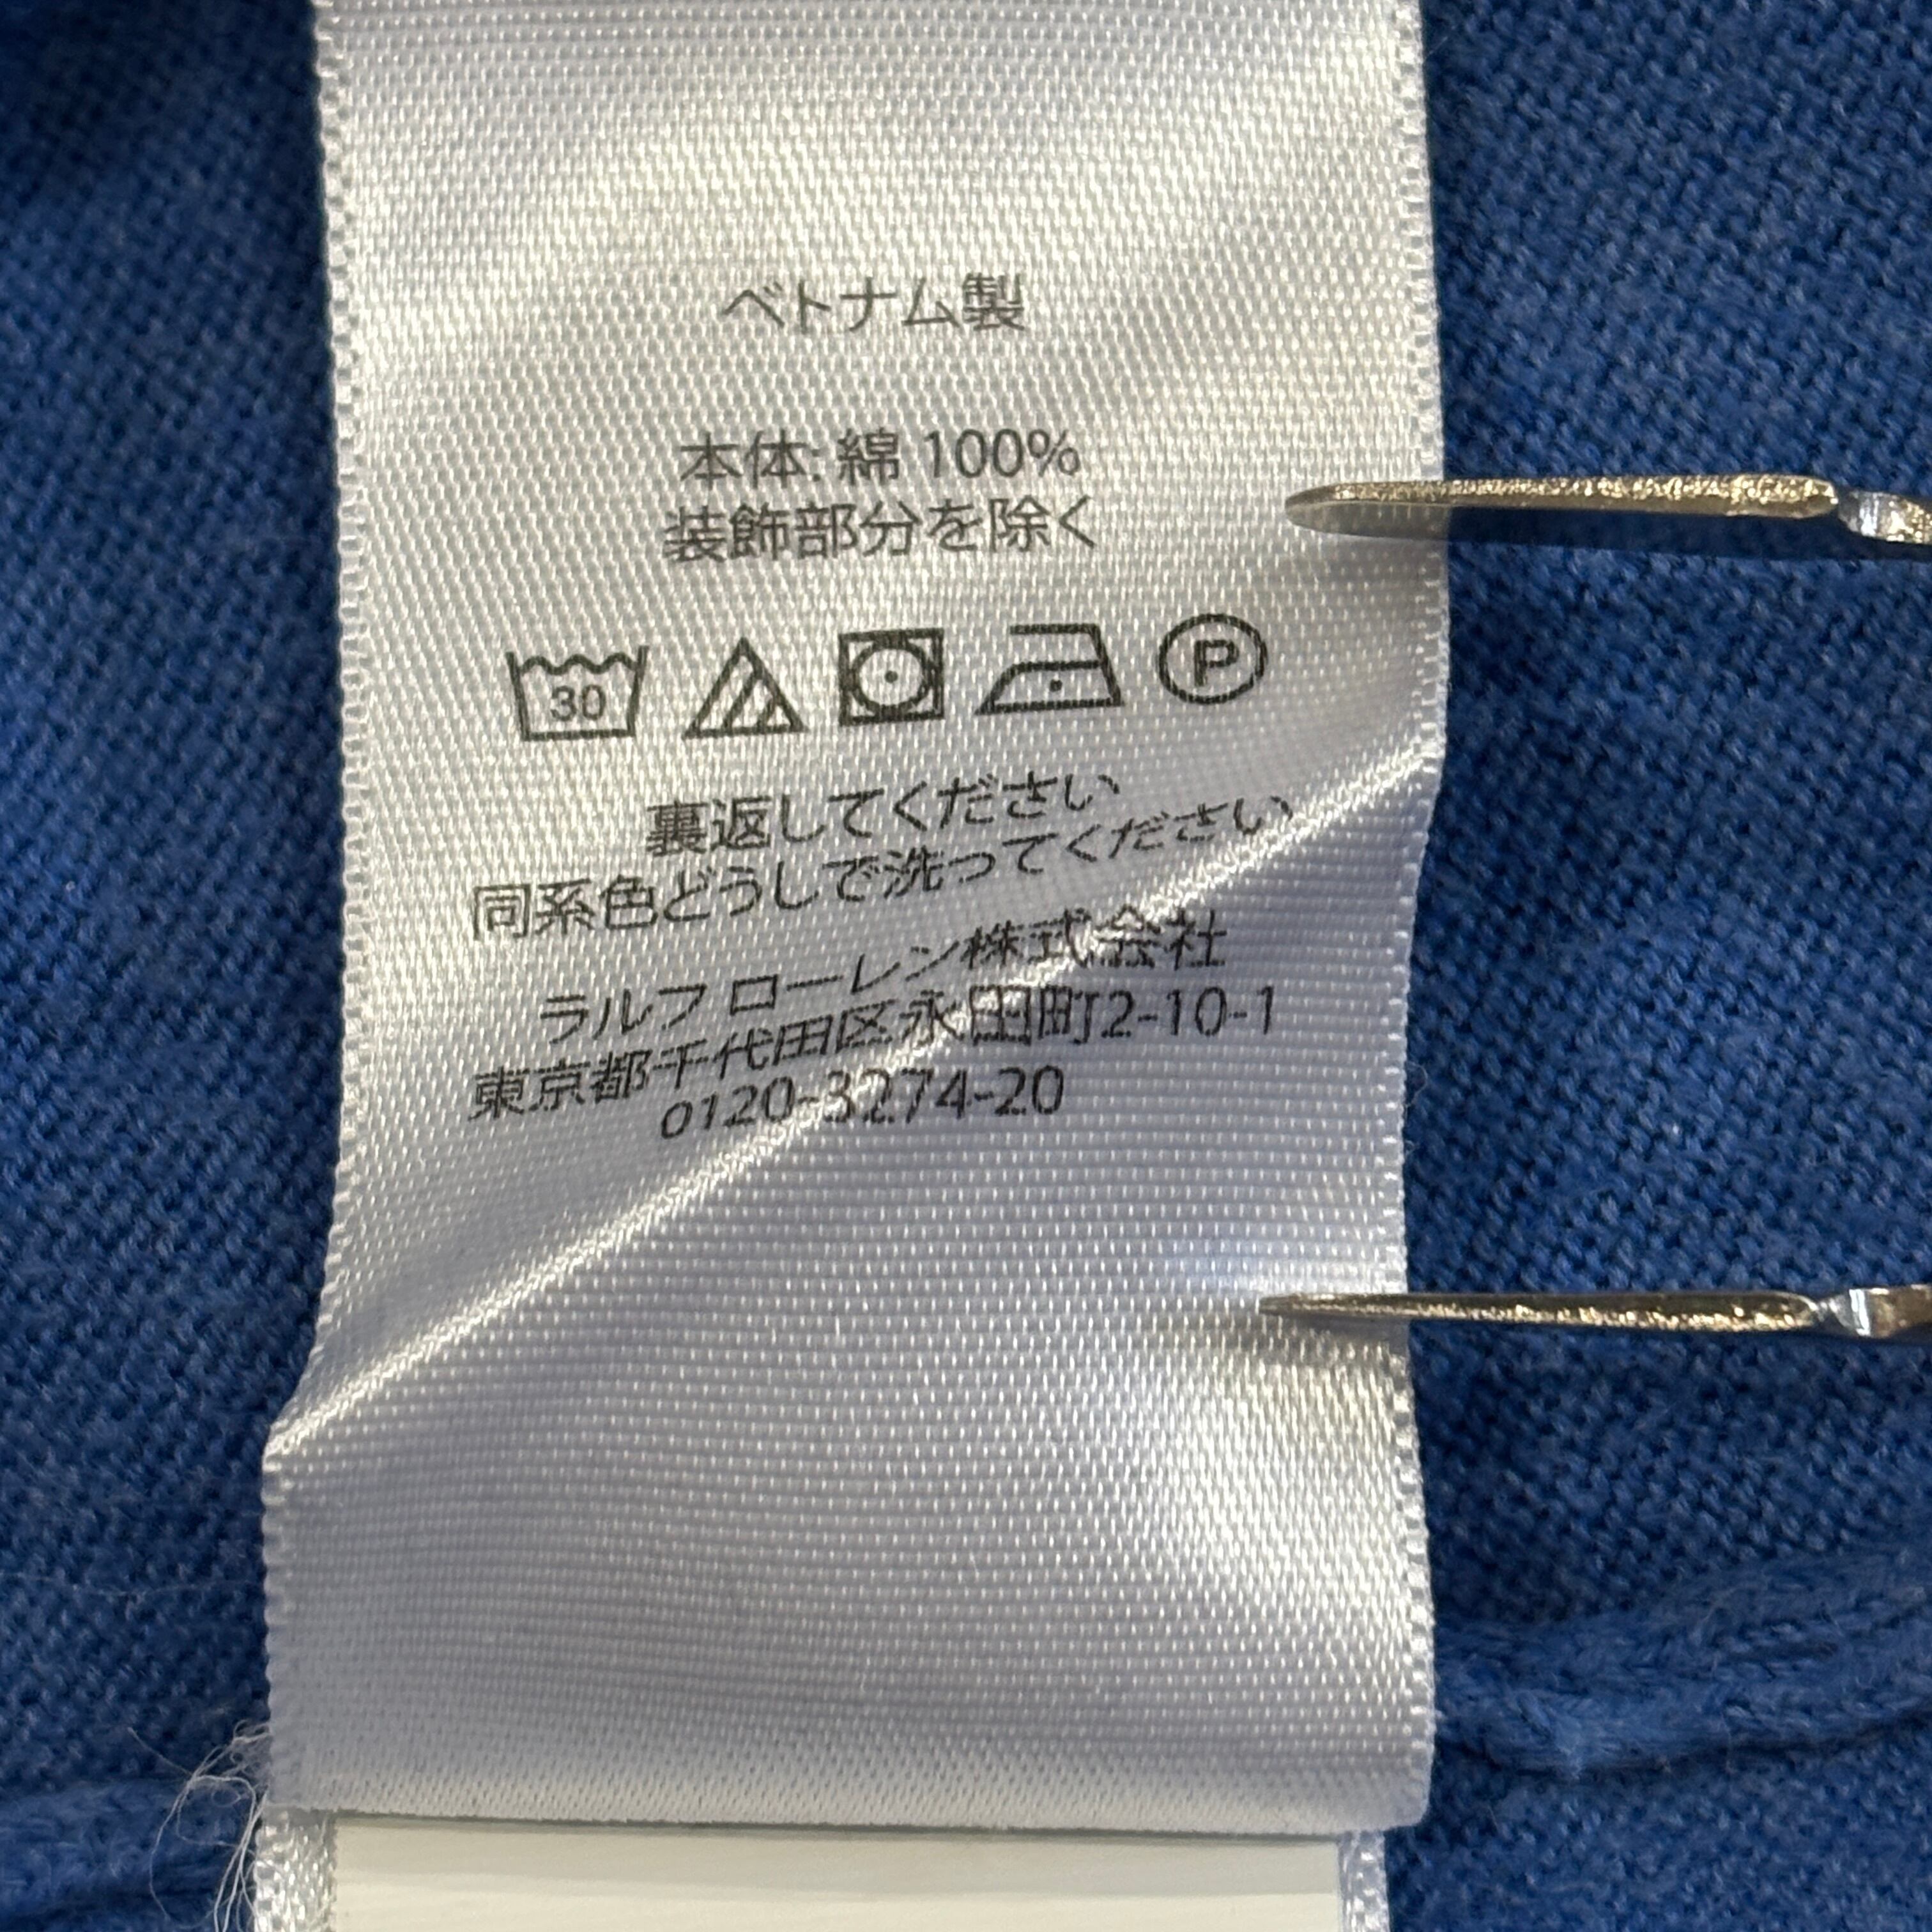 ベトナム製
本体: 綿 100%
装飾部分を除く
30
P
裏返してください
同系色どうしで洗ってください
ラルフ ローレン株式会社
東京都千代田区永田町2-10-1
0120-3274-20